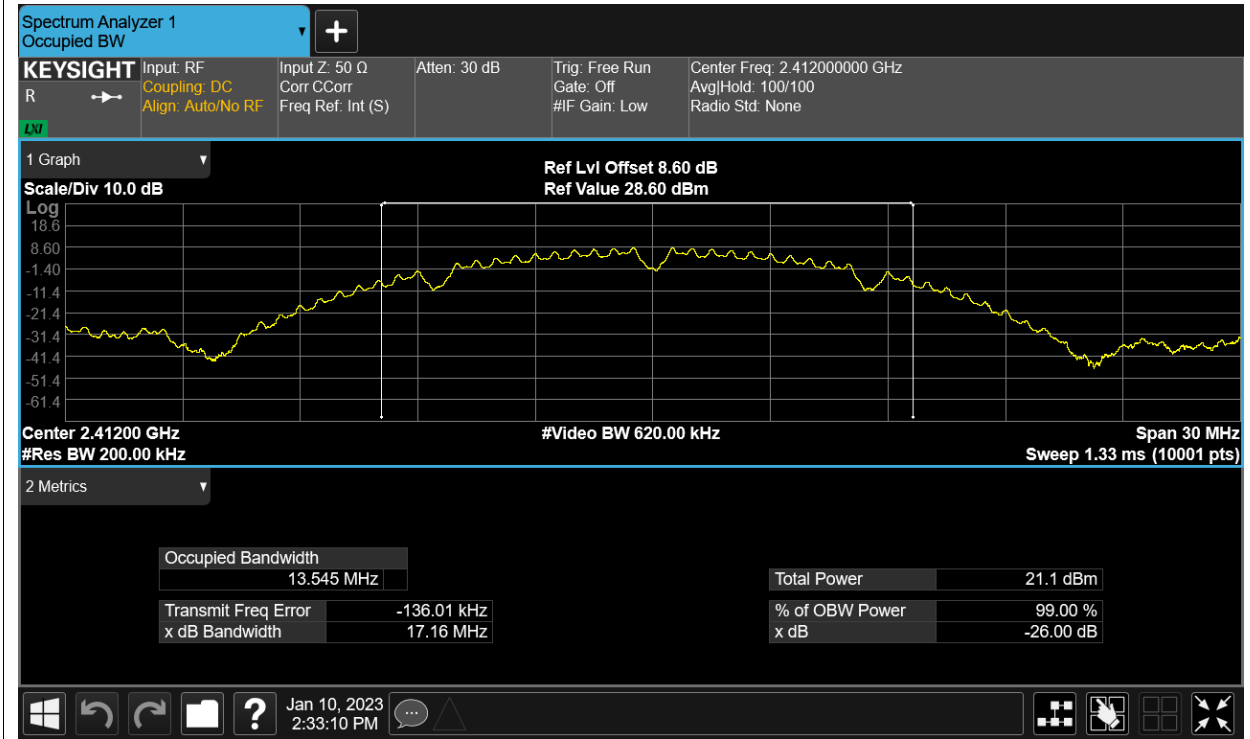 Spectrum Analyzer 1
Occupied BW
KEYSIGHT
R
LXI
Input: RF
Coupling: DC
Align: Auto/No RF
Input Z: 50 Ω
Corr CCorr
Freq Ref: Int (S)
Atten: 30 dB
Trig: Free Run
Gate: Off
#IF Gain: Low
Center Freq: 2.412000000 GHz
Avg|Hold: 100/100
Radio Std: None
1 Graph
Scale/Div 10.0 dB
Ref Lvl Offset 8.60 dB
Ref Value 28.60 dBm
Log
18.6
8.60
-1.40
-11.4
-21.4
-31.4
-41.4
-51.4
-61.4
Center 2.41200 GHz
#Video BW 620.00 kHz
Span 30 MHz
#Res BW 200.00 kHz
Sweep 1.33 ms (10001 pts)
2 Metrics
Occupied Bandwidth
13.545 MHz
Total Power 21.1 dBm
Transmit Freq Error -136.01 kHz
% of OBW Power 99.00 %
x dB Bandwidth 17.16 MHz
x dB -26.00 dB
?
Jan 10, 2023
2:33:10 PM